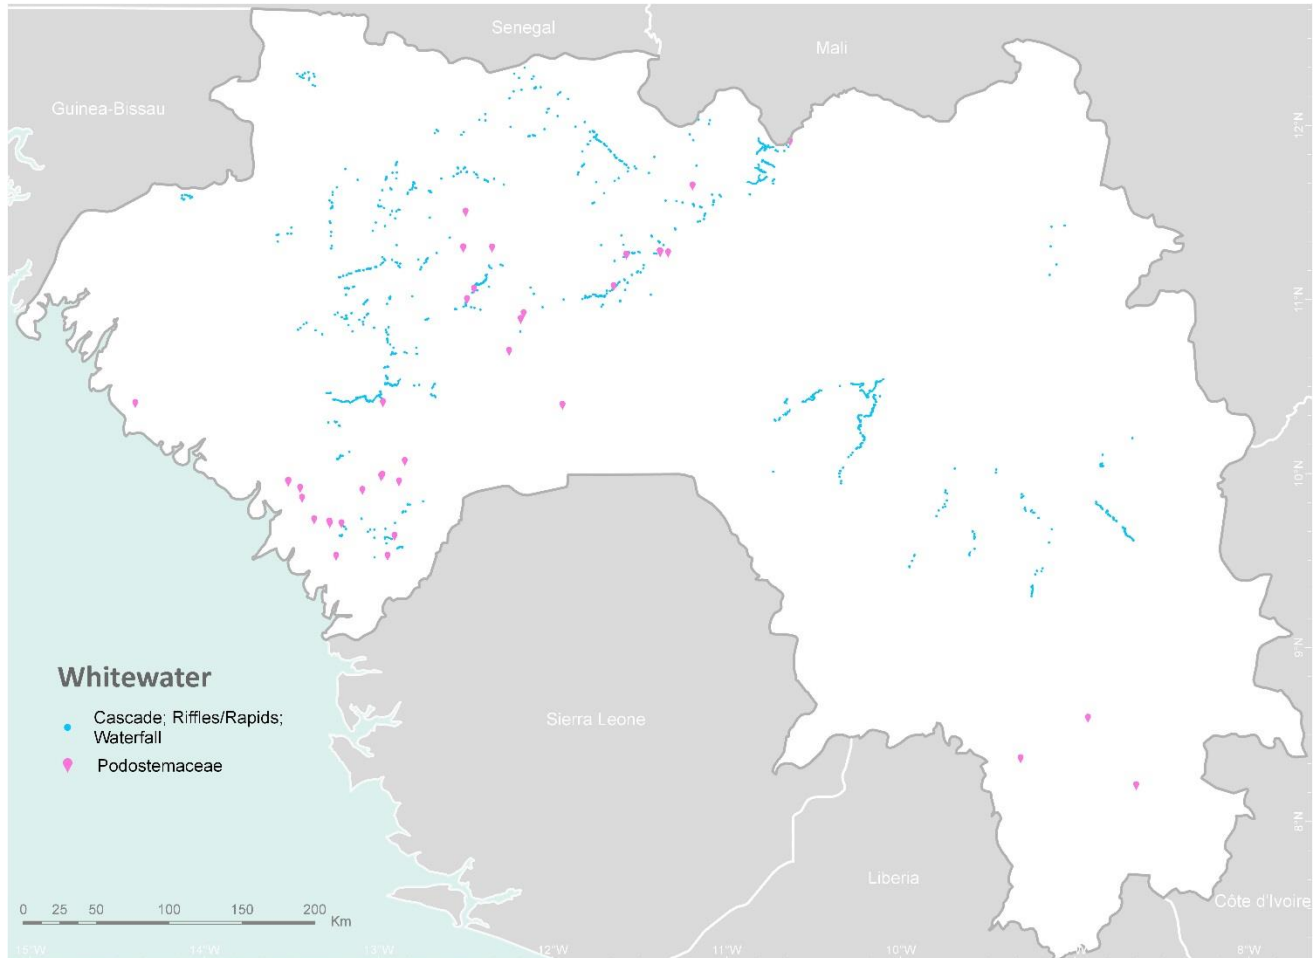 Senegal
Mali
Guinea-Bissau
12°N
11°N
10°N
9°N
8°N
Whitewater
Cascade; Riffles/Rapids;
Waterfall
Podostemaceae
Sierra Leone
Liberia
Côte d'Ivoire
0 25 50 100 150 200
Km
15°W 14°W 13°W 12°W 11°W 10°W 8°W